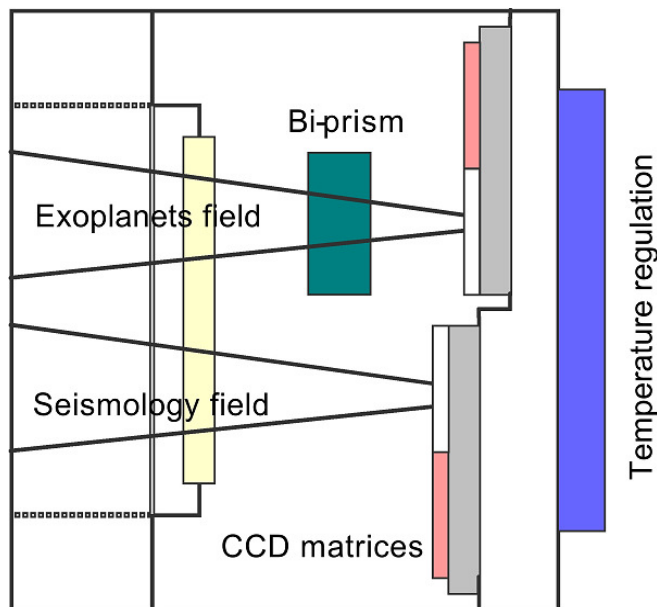 Bi-prism
Exoplanets field
Seismology field
CCD matrices
Temperature regulation